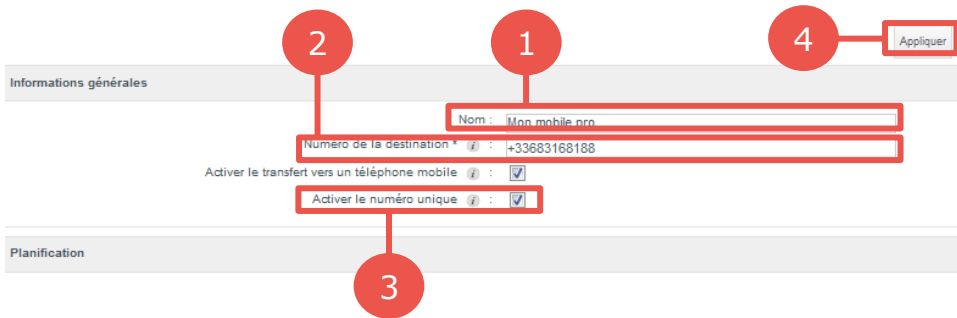 2
1
4
Appliquer
Informations générales
Nom : Mon mobile pro
Numéro de la destination * i : +33683168188
Activer le transfert vers un téléphone mobile i :
Activer le numéro unique i :
Planification
3